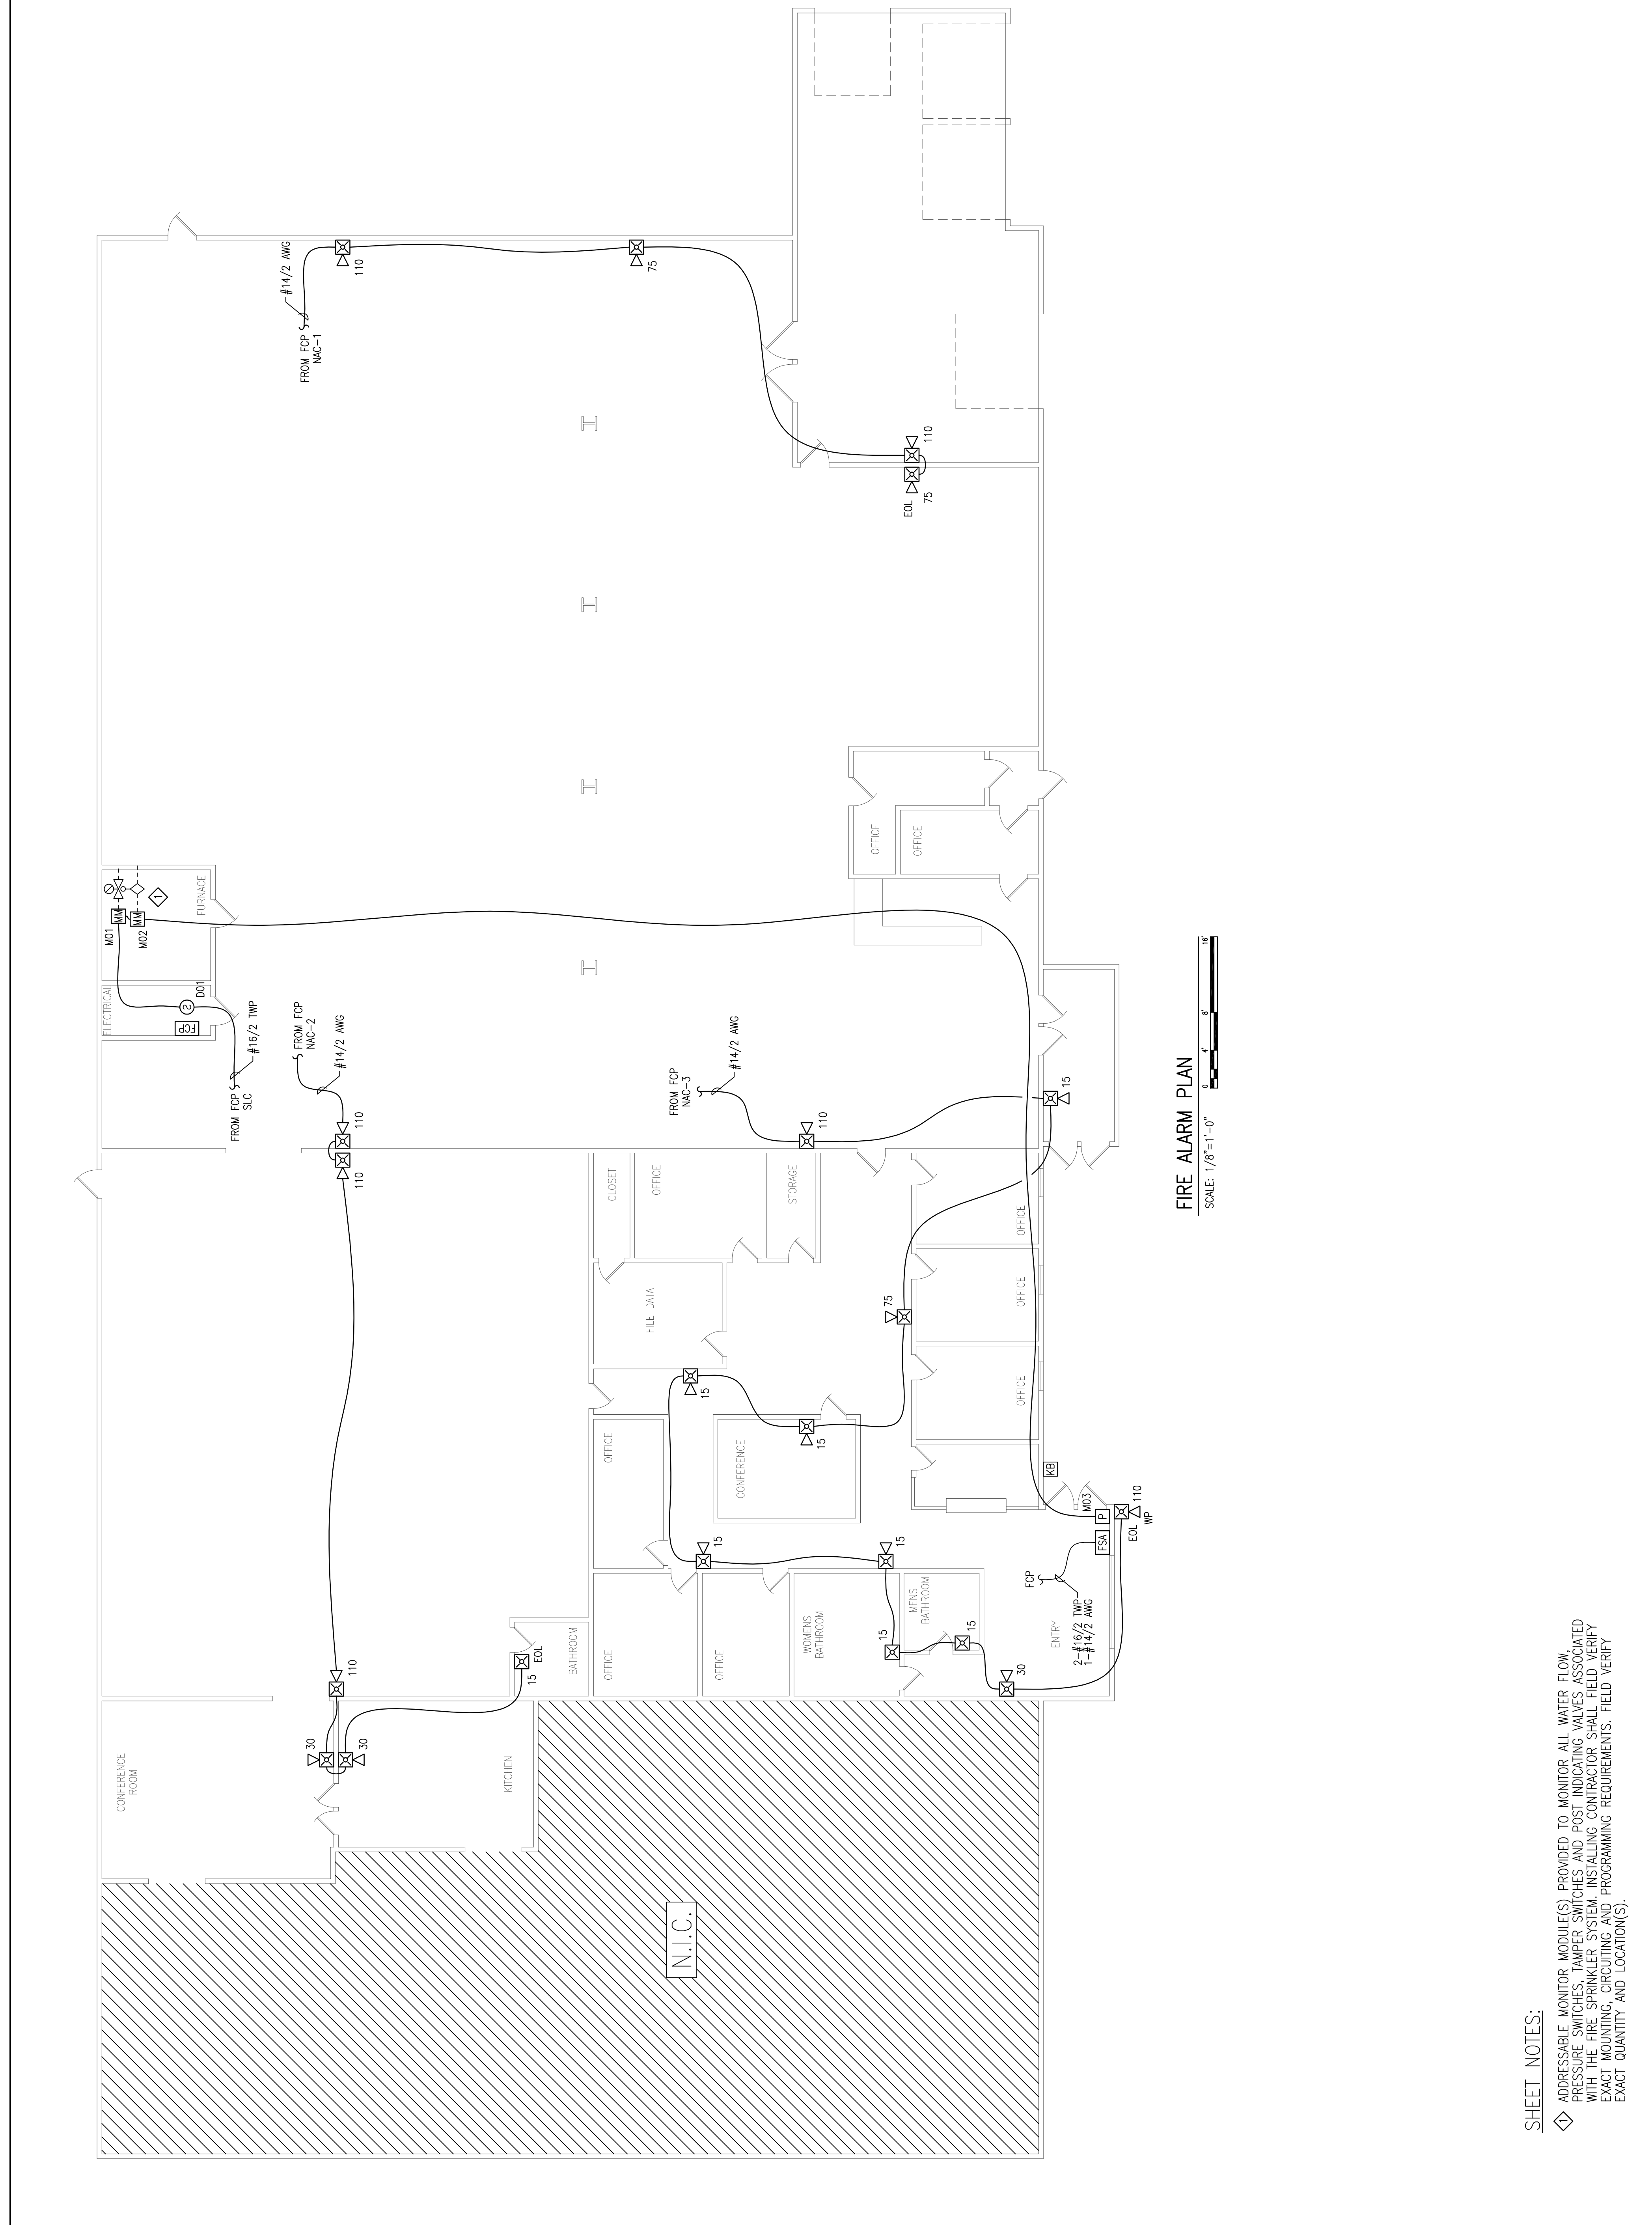 N.I.C.
CONFERENCE
ROOM
KITCHEN
BATHROOM
OFFICE
OFFICE
WOMENS
BATHROOM
MENS
BATHROOM
ENTRY
OFFICE
CONFERENCE
FILE DATA
CLOSET
OFFICE
STORAGE
OFFICE
OFFICE
OFFICE
ELECTRICAL
FURNACE
OFFICE
OFFICE
30
30
110
15
EOL
110
110
FROM FCP
NAC-2
#14/2 AWG
FROM FCP
SLC
#16/2 TWP
FCP
D01
M01
MM
M02
MM
1
FROM FCP
NAC-3
#14/2 AWG
110
15
75
15
15
15
15
15
15
30
FCP
2-#16/2 TWP
1-#14/2 AWG
FSA
P
M03
KB
EOL
110
WP
FROM FCP
NAC-1
#14/2 AWG
110
75
110
75
EOL
FIRE ALARM PLAN
SCALE: 1/8"=1'-0"
0 4' 8' 16'
SHEET NOTES:
1 ADDRESSABLE MONITOR MODULE(S) PROVIDED TO MONITOR ALL WATER FLOW,
PRESSURE SWITCHES, TAMPER SWITCHES AND POST INDICATING VALVES ASSOCIATED
WITH THE FIRE SPRINKLER SYSTEM. INSTALLING CONTRACTOR SHALL FIELD VERIFY
EXACT MOUNTING, CIRCUITING AND PROGRAMMING REQUIREMENTS. FIELD VERIFY
EXACT QUANTITY AND LOCATION(S).